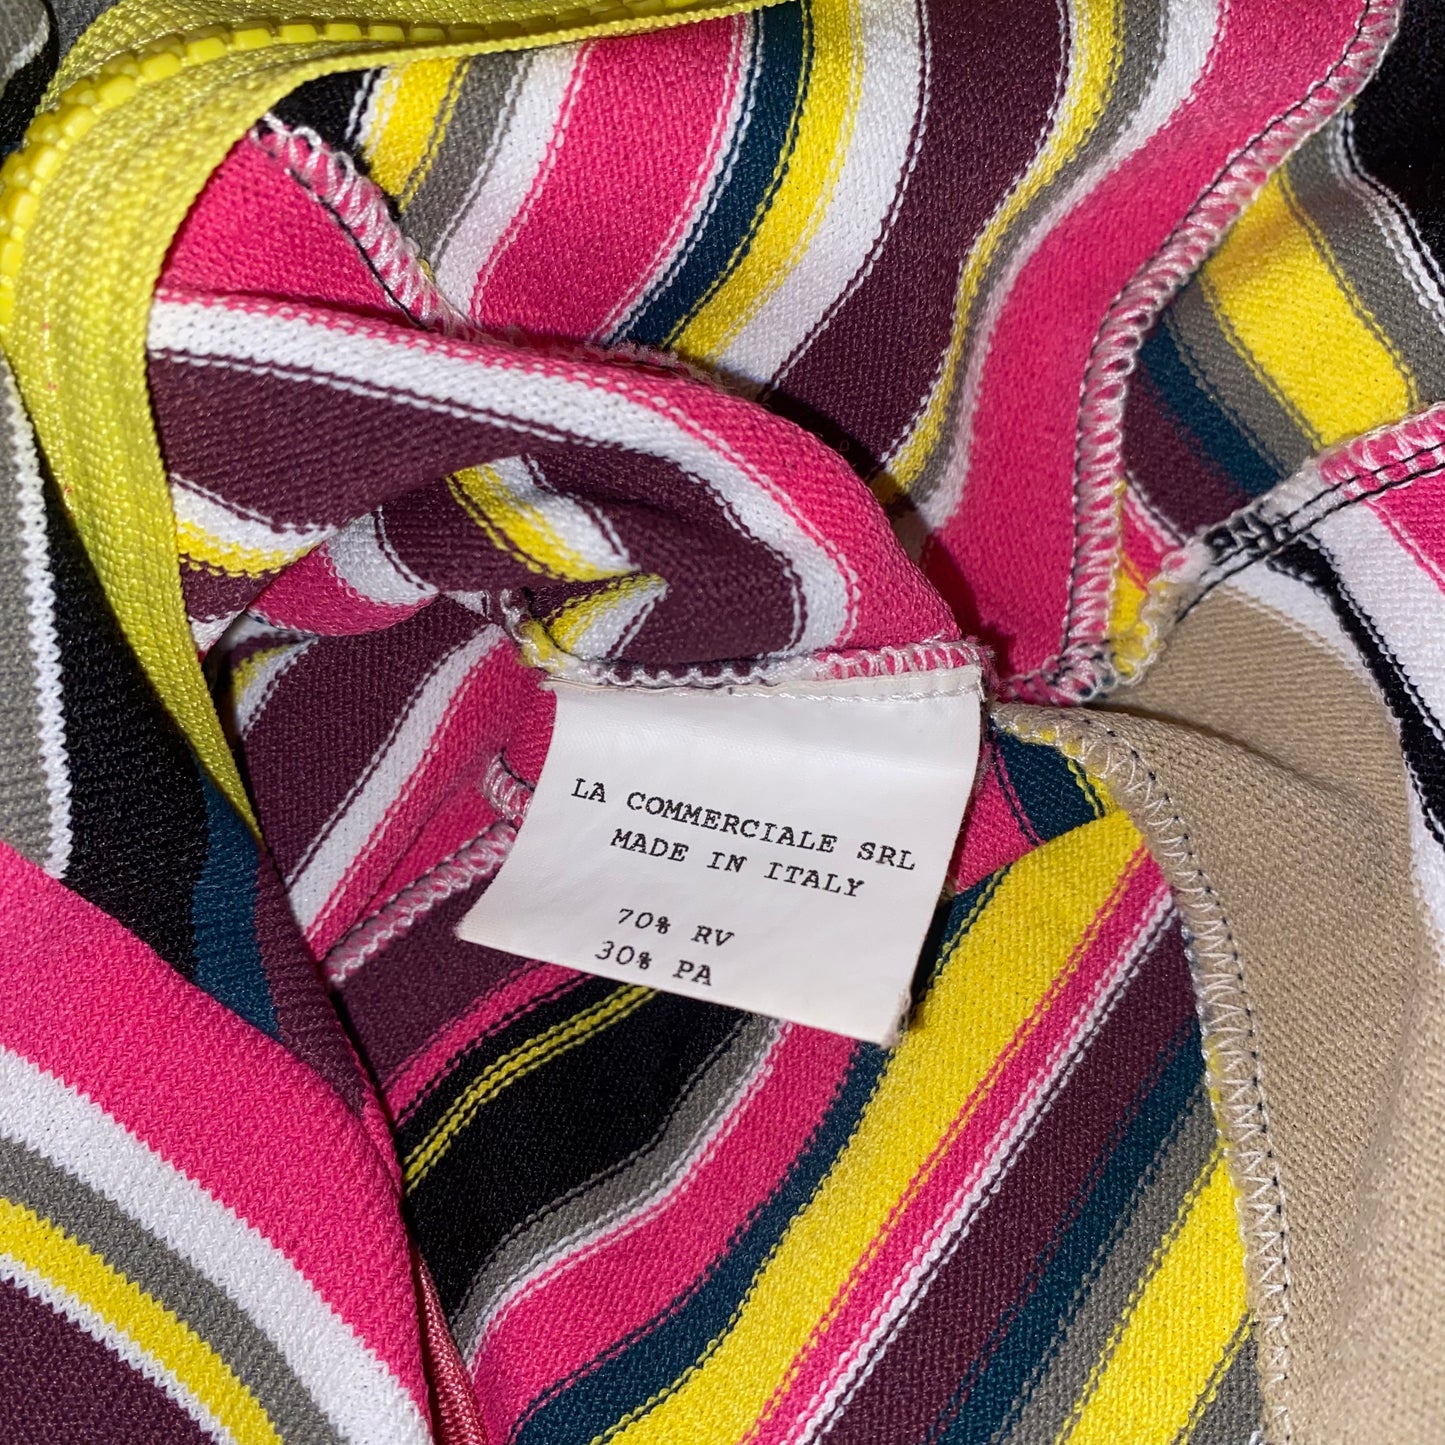 LA COMMERCIALE SRL
MADE IN ITALY
70% RV
30% PA